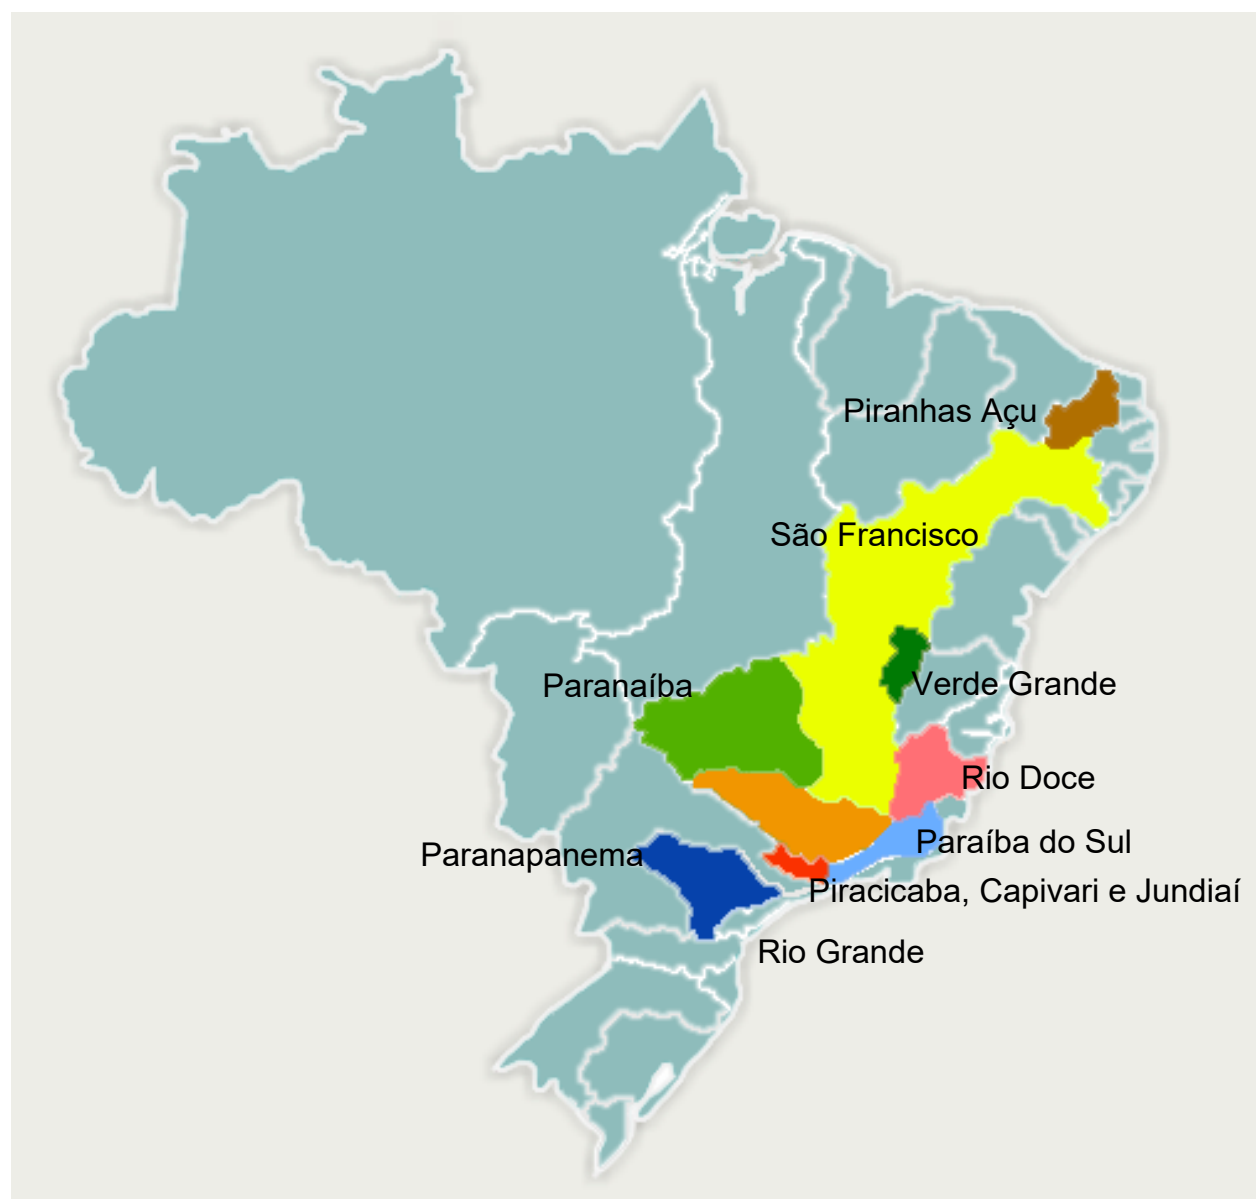 Piranhas Açu
São Francisco
Paranaíba
Verde Grande
Rio Doce
Paraíba do Sul
Paranapanema
Piracicaba, Capivari e Jundiaí
Rio Grande